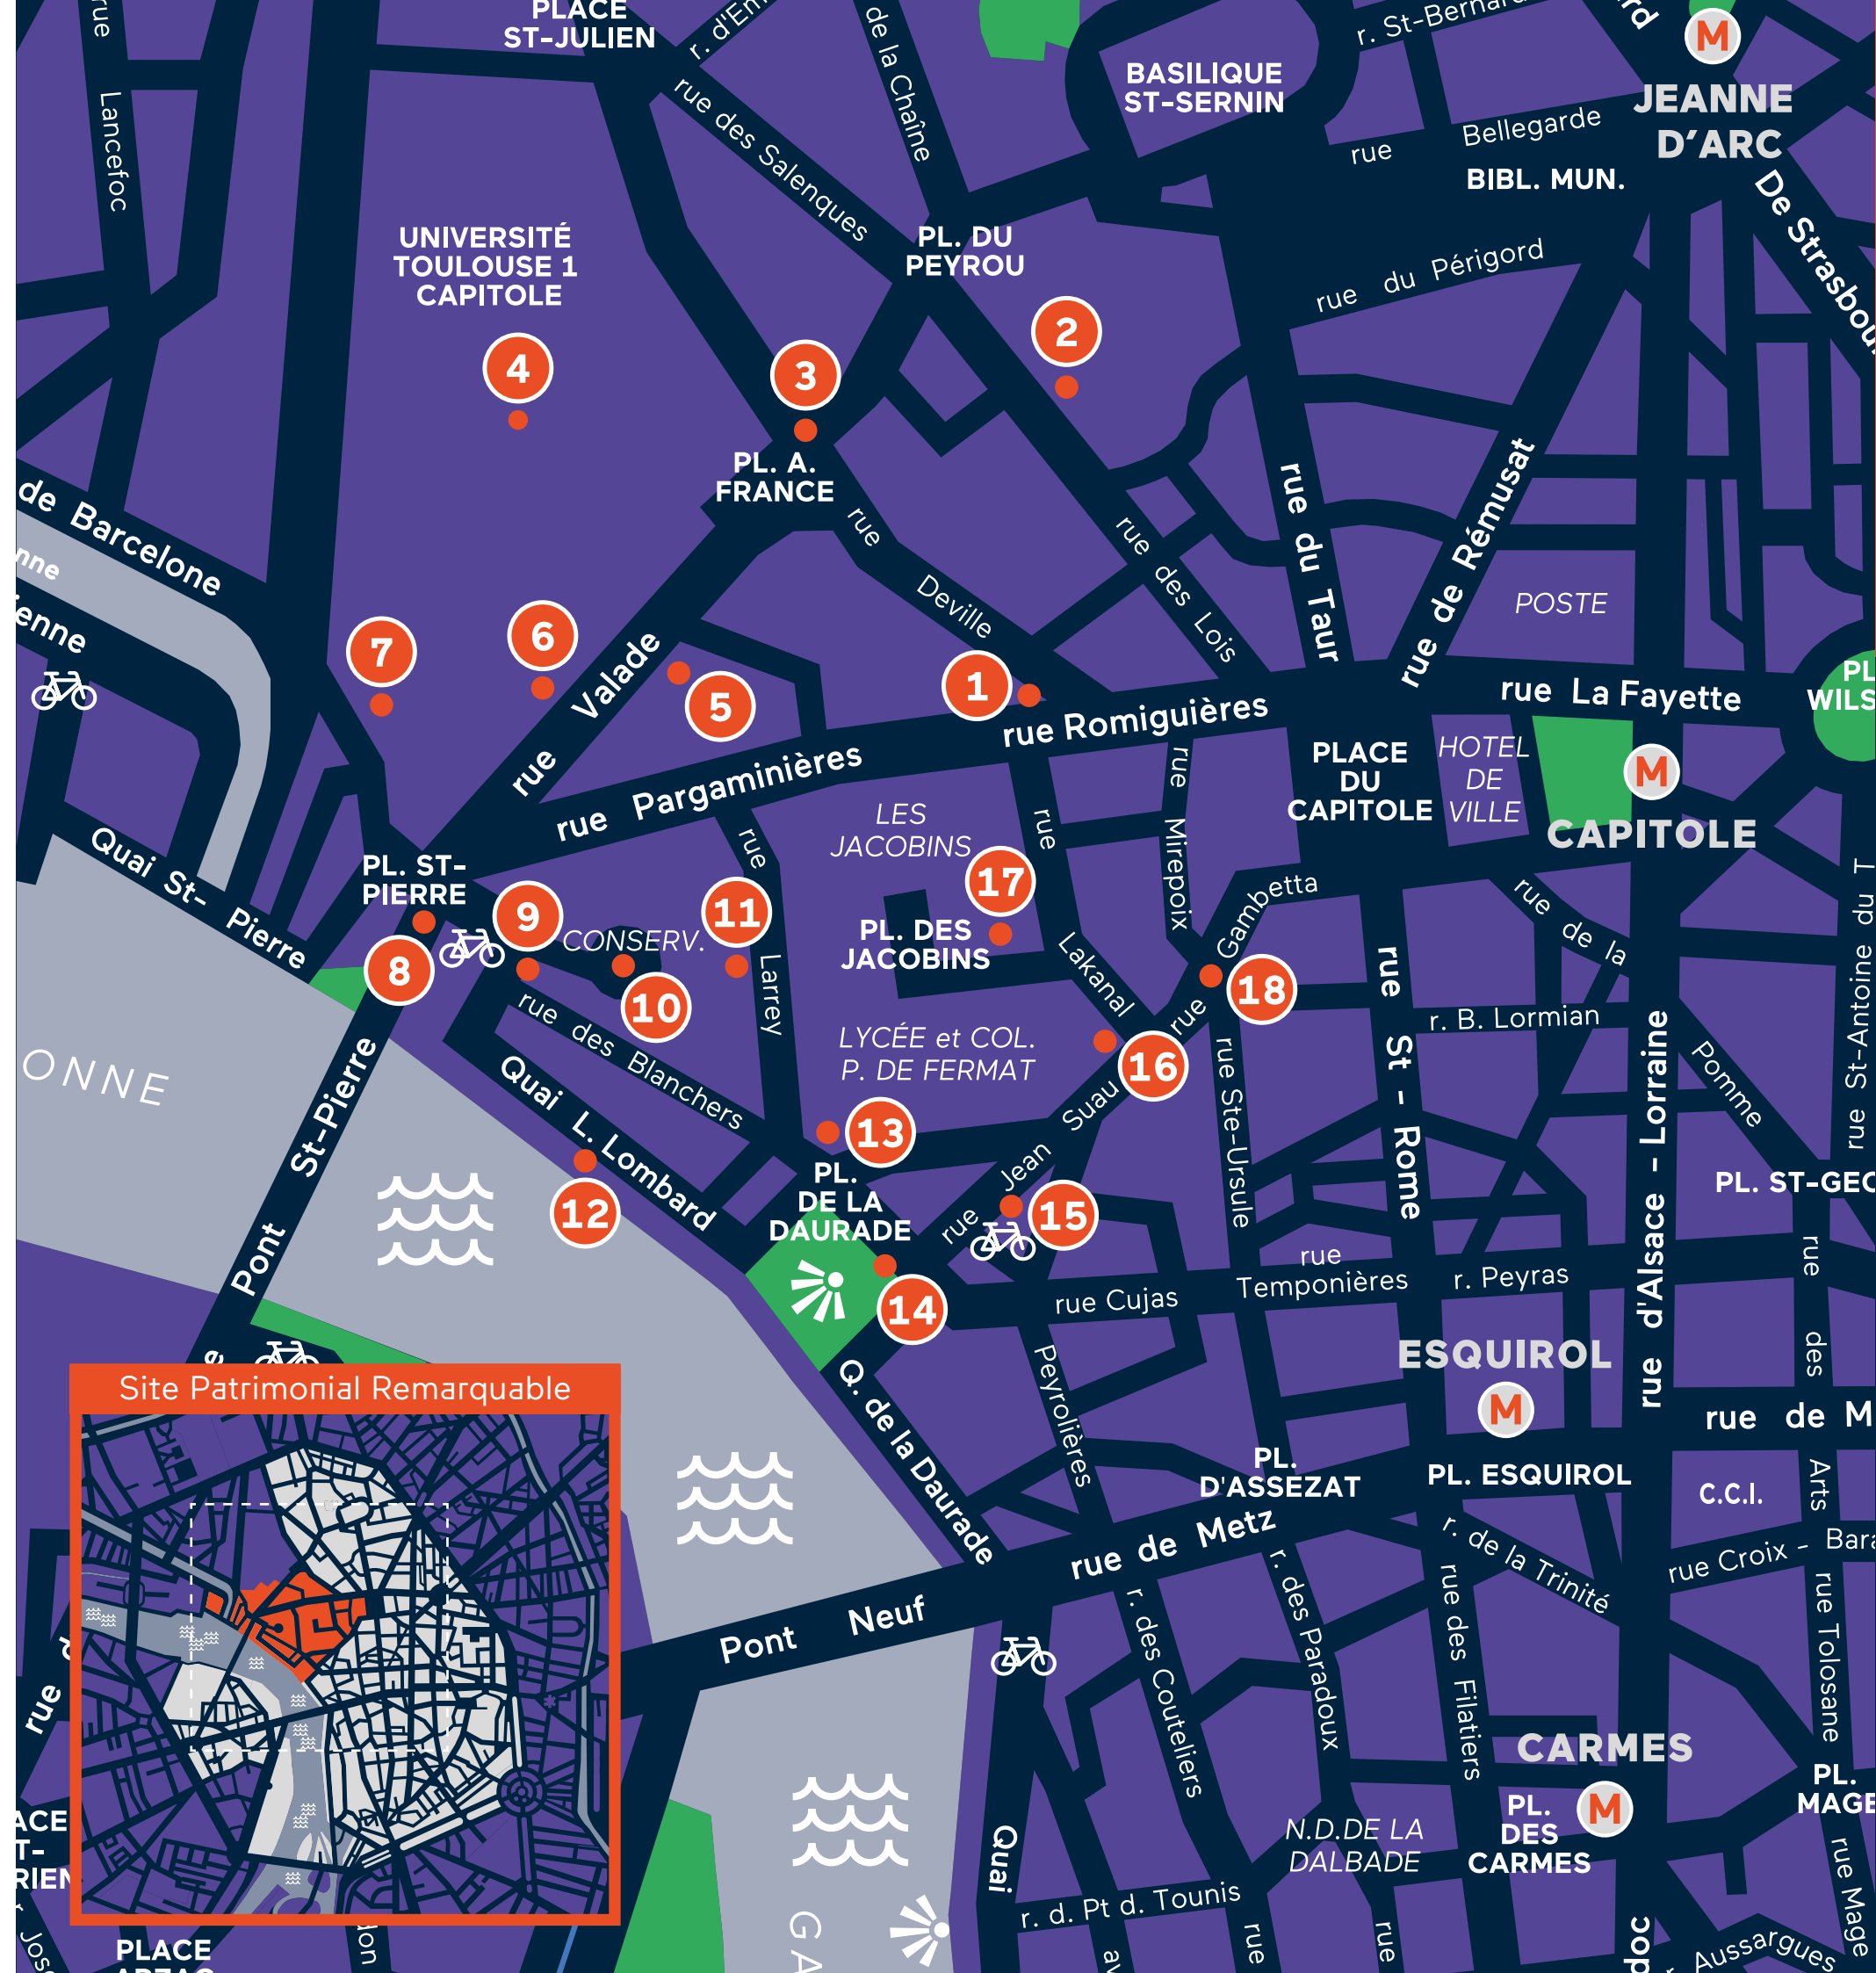 rue
Lancefoc
PLACE
ST-JULIEN
rue des Salenques
de la Chaîne
BASILIQUE
ST-SERNIN
r. St-Bernard
M
JEANNE
D'ARC
rue Bellegarde
BIBL. MUN.
De Strasbou
UNIVERSITÉ
TOULOUSE 1
CAPITOLE
PL. DU
PEYROU
rue du Périgord
4
3
2
PL. A.
FRANCE
de Barcelone
rue Deville
rue des Lois
rue du Taur
rue de Rémusat
POSTE
7
6
5
1
rue Valade
rue Romiguières
rue La Fayette
PL
WILS
rue Pargaminières
PLACE
DU
CAPITOLE
HOTEL
DE
VILLE
M
CAPITOLE
LES
JACOBINS
rue Mirepoix
rue Lakanal
rue Larrey
Quai St- Pierre
PL. ST-
PIERRE
8
9
CONSERV.
10
11
17
PL. DES
JACOBINS
Gambetta
18
rue de la
Pomme
rue St-Antoine du T
r. B. Lormian
rue des Blanchers
LYCÉE et COL.
P. DE FERMAT
16
rue Ste-Ursule
rue St - Rome
rue d'Alsace - Lorraine
ONNE
Pont St-Pierre
Quai L. Lombard
12
13
rue Jean Suau
rue
PL.
DE LA
DAURADE
15
14
PL. ST-GEO
rue Cujas
rue
Temponières
r. Peyras
rue des
Arts
ESQUIROL
M
rue de M
Peyrolières
Q. de la Daurade
PL.
D'ASSEZAT
PL. ESQUIROL
C.C.I.
Site Patrimonial Remarquable
rue de Metz
Pont Neuf
r. de la Trinité
rue Croix - Bara
r. des Couteliers
r. des Paradoux
rue des Filatiers
rue Tolosane
CARMES
M
PL.
DES
CARMES
PL.
MAGE
N.D.DE LA
DALBADE
rue Mage
Quai
r. d. Pt d. Tounis
rue
rue
Aussargues
GA
rue
PLACE